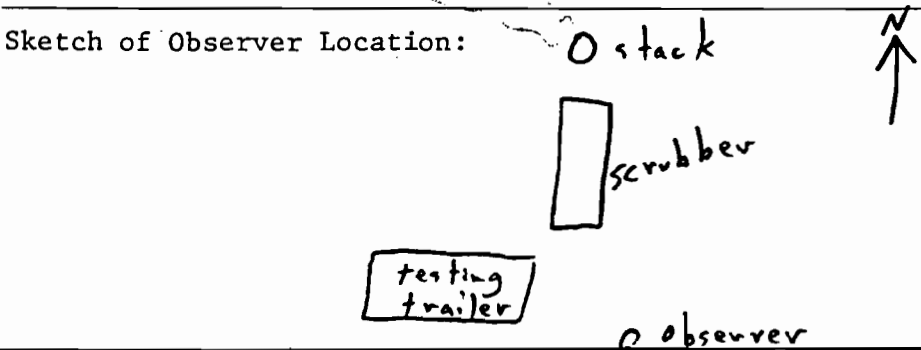 Sketch of Observer Location:
stack
N
scrubber
testing
trailer
observer